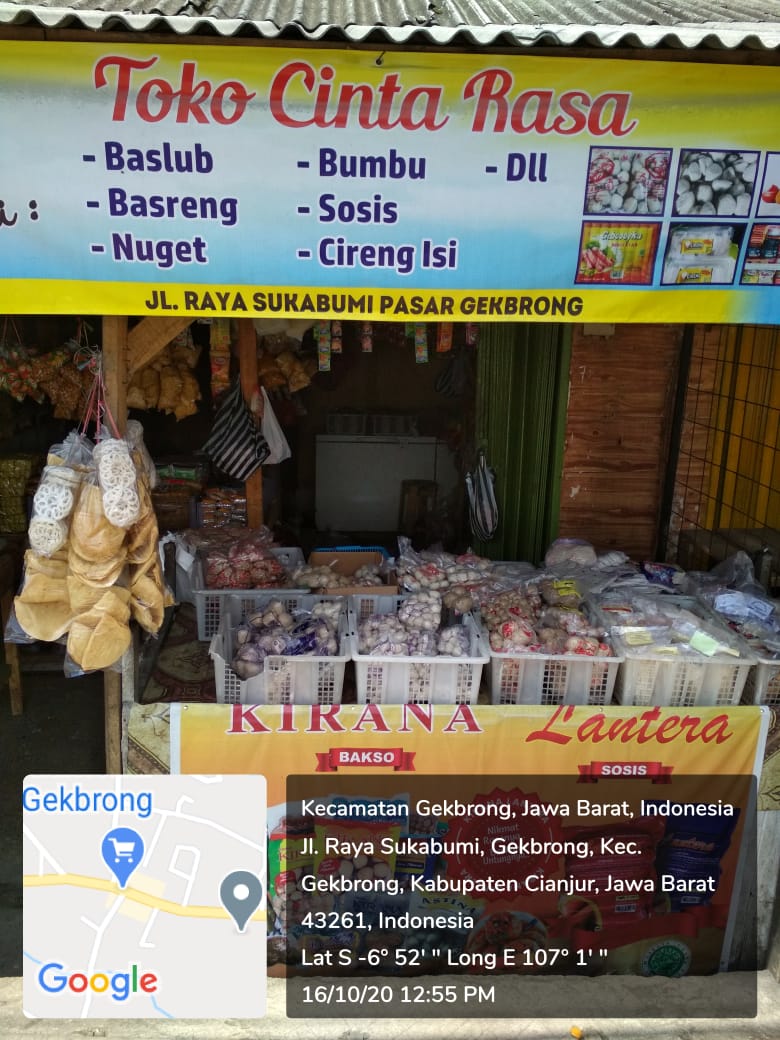 Toko Cinta Rasa
- Baslub
- Bumbu
- Dll
- Basreng
- Sosis
- Nuget
- Cireng Isi
JL. RAYA SUKABUMI PASAR GEKBRONG
KIRANA
Lantera
BAKSO
SOSIS
Gekbrong
Google
Kecamatan Gekbrong, Jawa Barat, Indonesia
Jl. Raya Sukabumi, Gekbrong, Kec.
Gekbrong, Kabupaten Cianjur, Jawa Barat
43261, Indonesia
Lat S -6° 52' " Long E 107° 1' "
16/10/20 12:55 PM